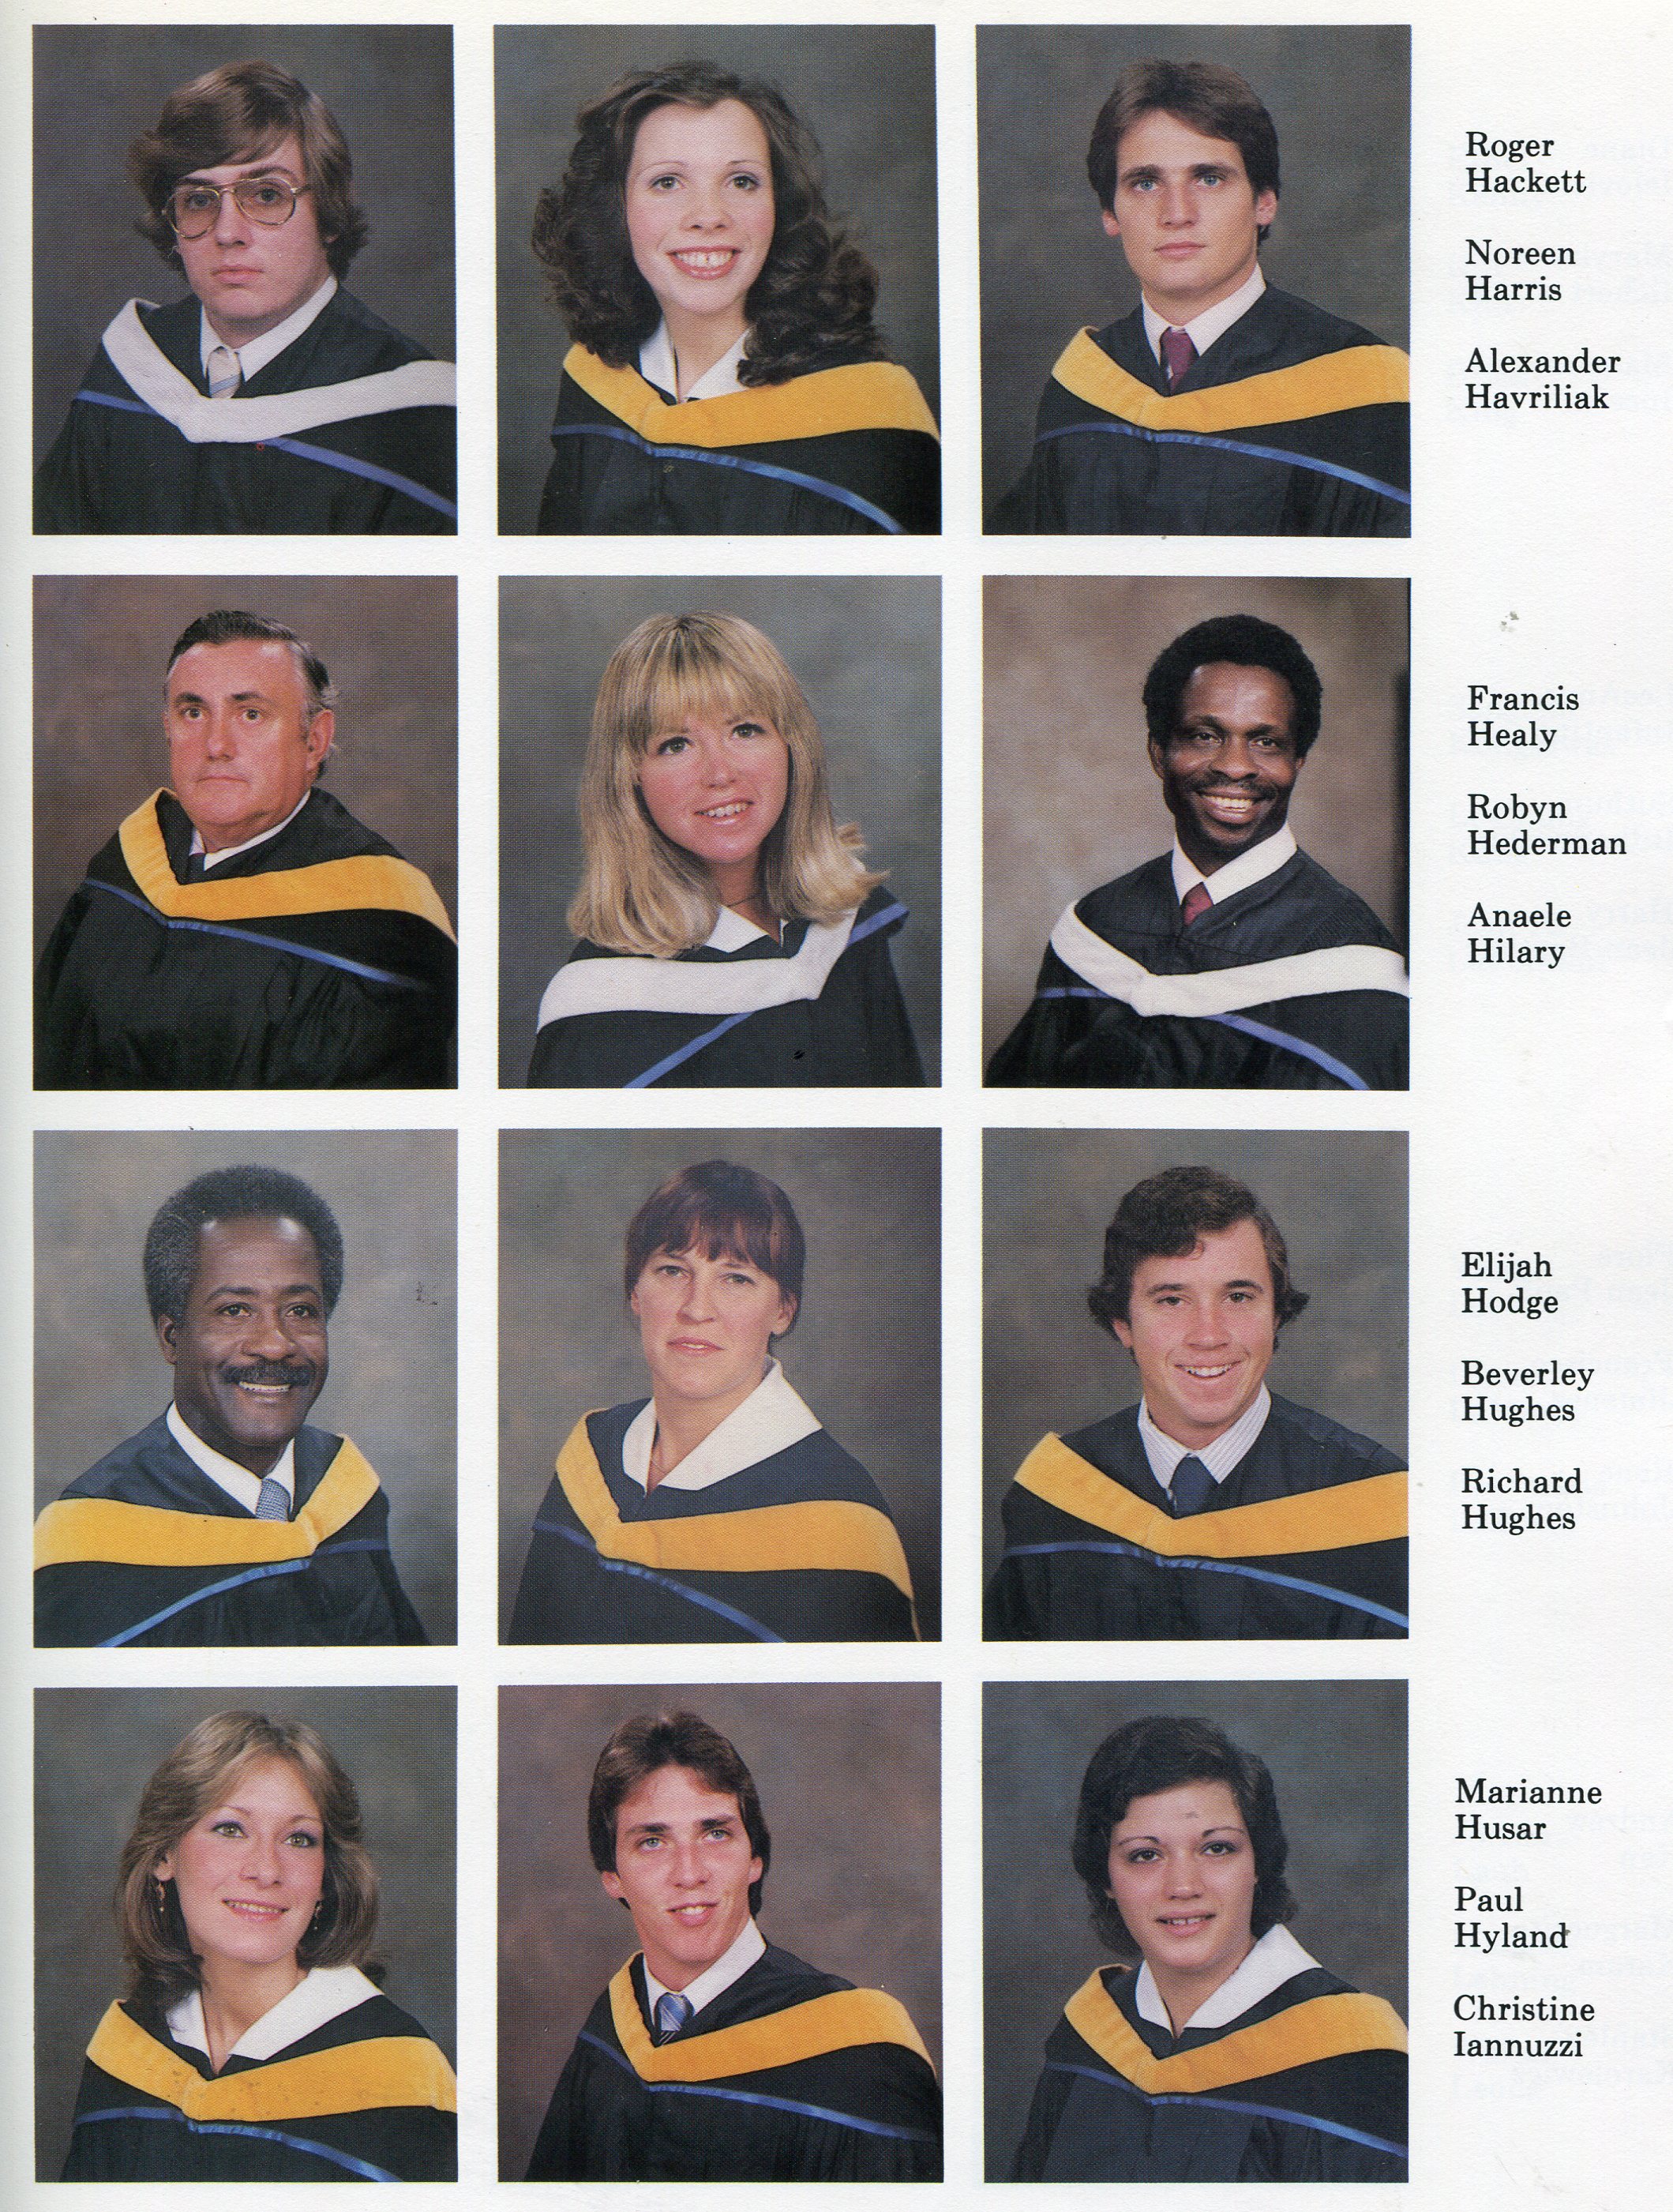 Roger
Hackett
Noreen
Harris
Alexander
Havriliak
Francis
Healy
Robyn
Hederman
Anaele
Hilary
Elijah
Hodge
Beverley
Hughes
Richard
Hughes
Marianne
Husar
Paul
Hyland
Christine
Iannuzzi